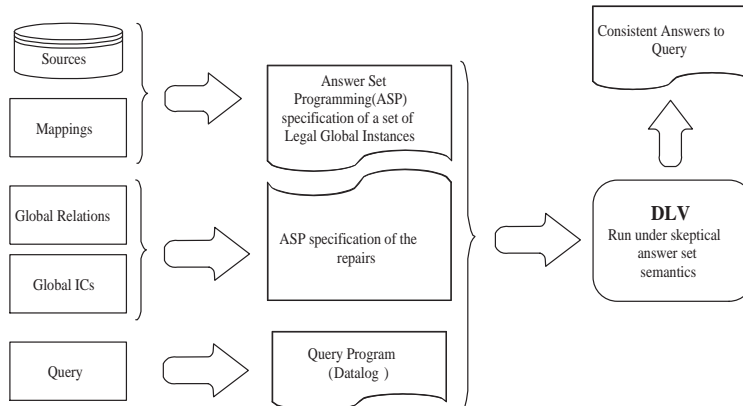 Sources
Mappings
Global Relations
Global ICs
Query
Answer Set
Programming(ASP)
specification of a set of
Legal Global Instances
ASP specification of the
repairs
Query Program
(Datalog )
DLV
Run under skeptical
answer set
semantics
Consistent Answers to
Query